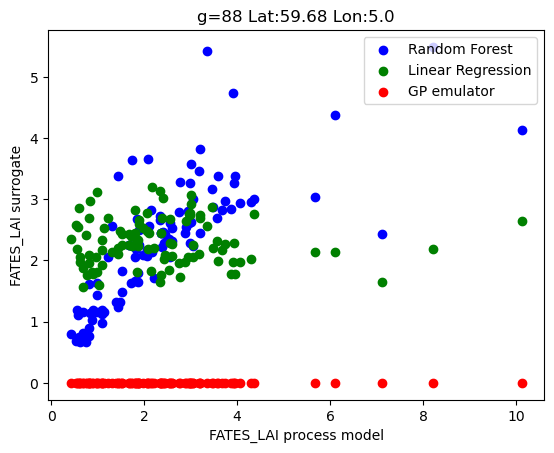 g=88 Lat:59.68 Lon:5.0
Random Forest
Linear Regression
GP emulator
FATES_LAI surrogate
5
4
3
2
1
0
0 2 4 6 8 10
FATES_LAI process model